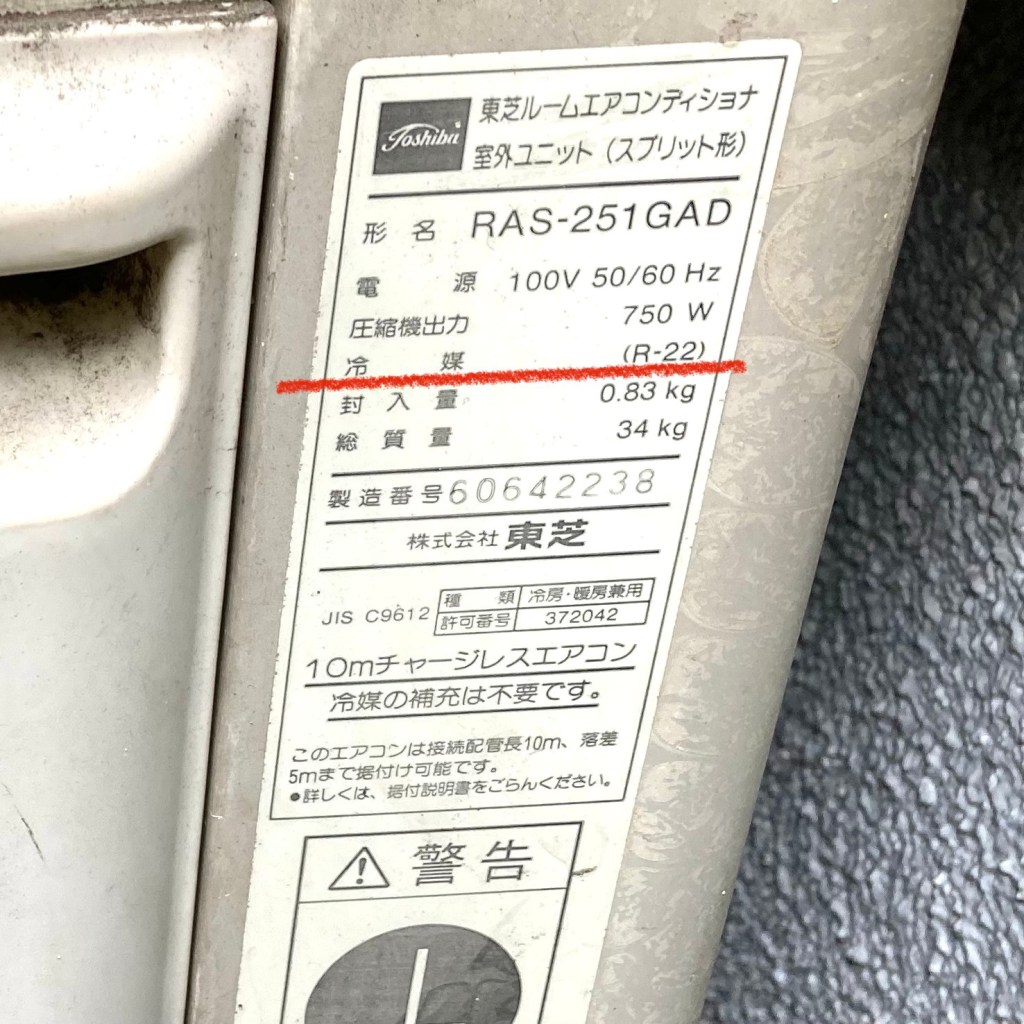 Toshiba
東芝ルームエアコンディショナ
室外ユニット(スプリット形)
形名 RAS-251GAD
電源 100V 50/60 Hz
圧縮機出力 750 W
冷媒 (R-22)
封入量 0.83 kg
総質量 34 kg
製造番号 60642238
株式会社 東芝
JIS C9612 種類 冷房・暖房兼用
許可番号 372042
10mチャージレスエアコン
冷媒の補充は不要です。
このエアコンは接続配管長10m、落差
5mまで据付け可能です。
●詳しくは、据付説明書をごらんください。
警告